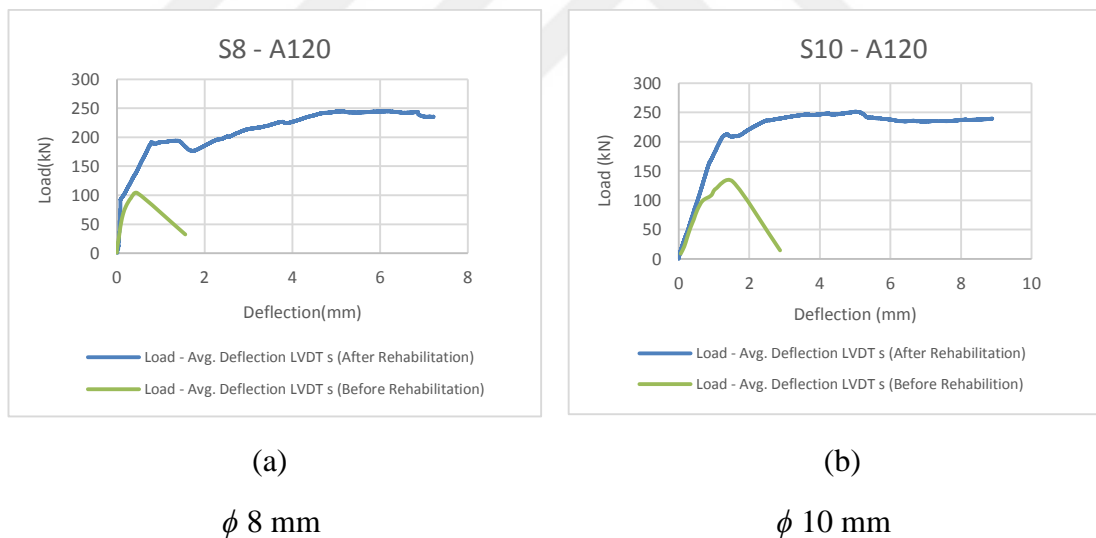 S8 - A120
300
250
200
150
100
50
0
0 2 4 6 8
Load(kN)
Deflection(mm)
Load - Avg. Deflection LVDT s (After Rehabilitation)
Load - Avg. Deflection LVDT s (Before Rehabilitation)
(a)
ϕ 8 mm
S10 - A120
300
250
200
150
100
50
0
0 2 4 6 8 10
Load (kN)
Deflection (mm)
Load - Avg. Deflection LVDT s (After Rehabilitation)
Load - Avg. Deflection LVDT s (Before Rehabilition)
(b)
ϕ 10 mm